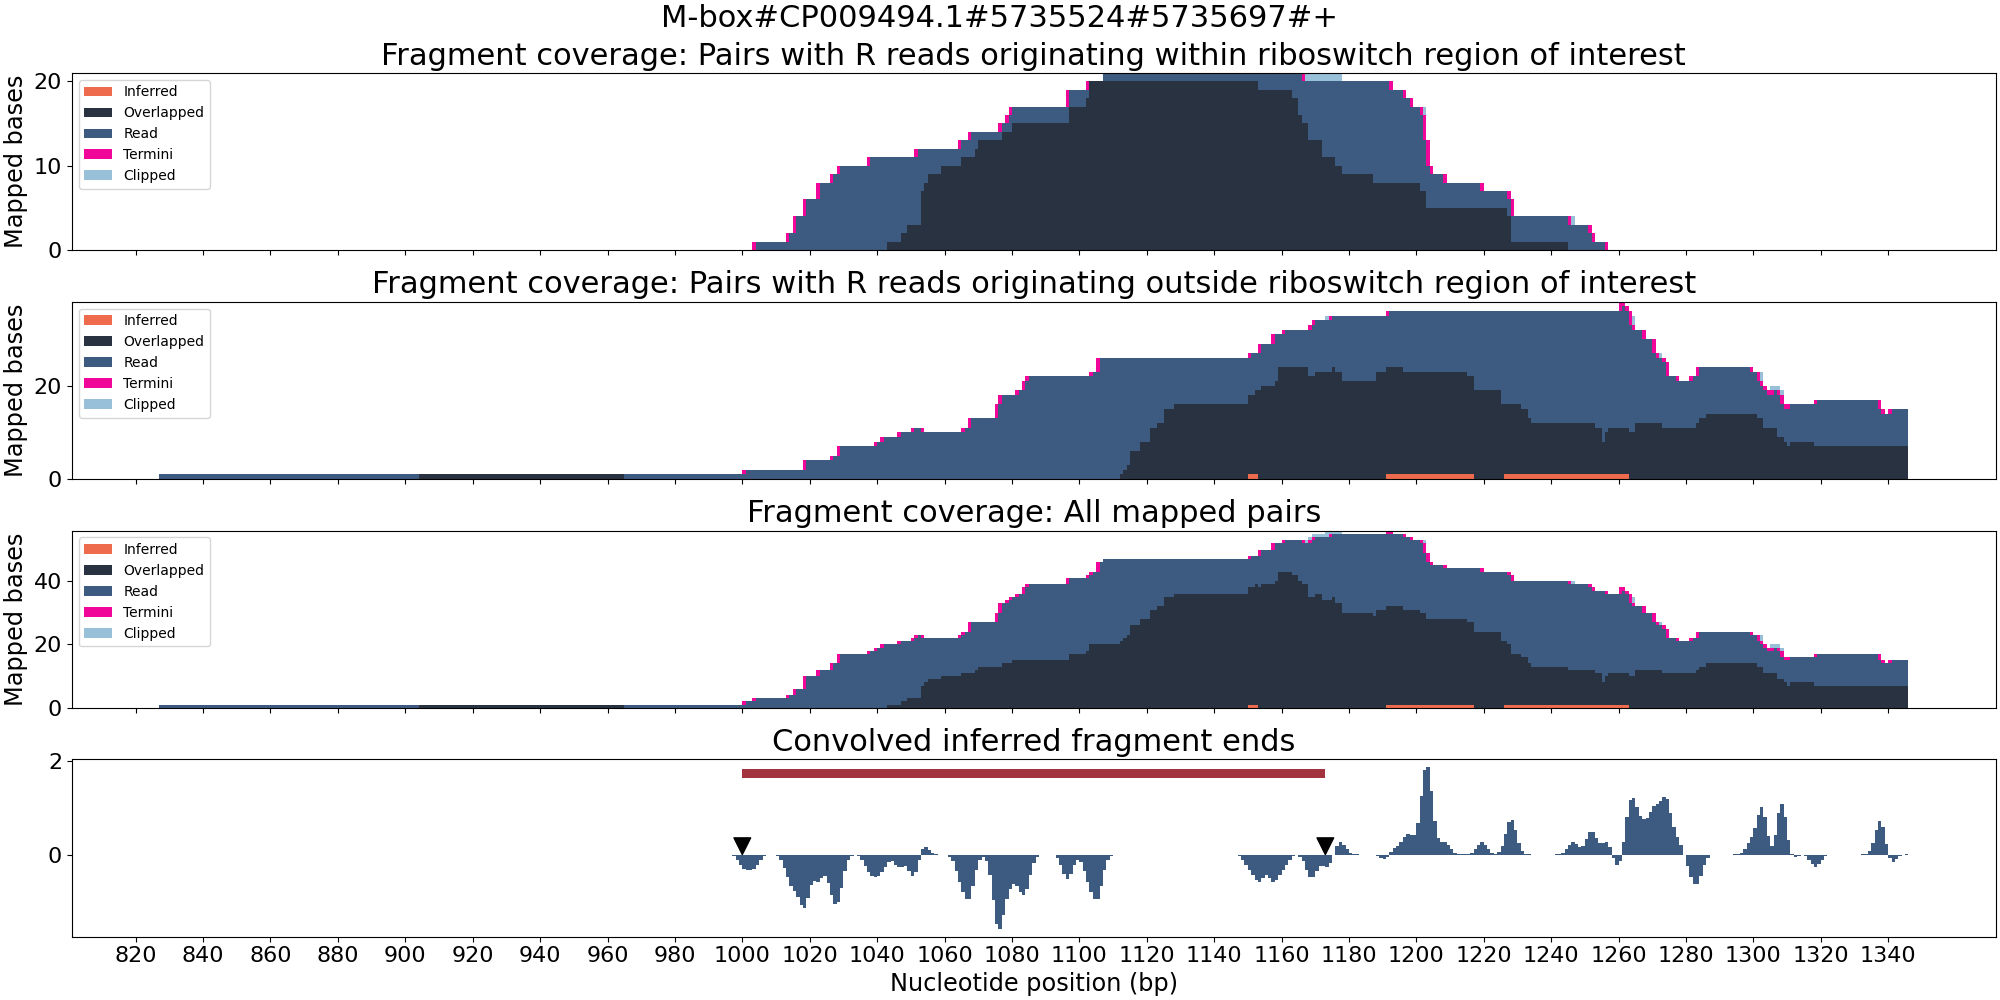 M-box#CP009494.1#5735524#5735697#+
Fragment coverage: Pairs with R reads originating within riboswitch region of interest
Mapped bases
20
10
0
Inferred
Overlapped
Read
Termini
Clipped
Fragment coverage: Pairs with R reads originating outside riboswitch region of interest
Mapped bases
20
0
Inferred
Overlapped
Read
Termini
Clipped
Fragment coverage: All mapped pairs
Mapped bases
40
20
0
Inferred
Overlapped
Read
Termini
Clipped
Convolved inferred fragment ends
2
0
820 840 860 880 900 920 940 960 980 1000 1020 1040 1060 1080 1100 1120 1140 1160 1180 1200 1220 1240 1260 1280 1300 1320 1340
Nucleotide position (bp)